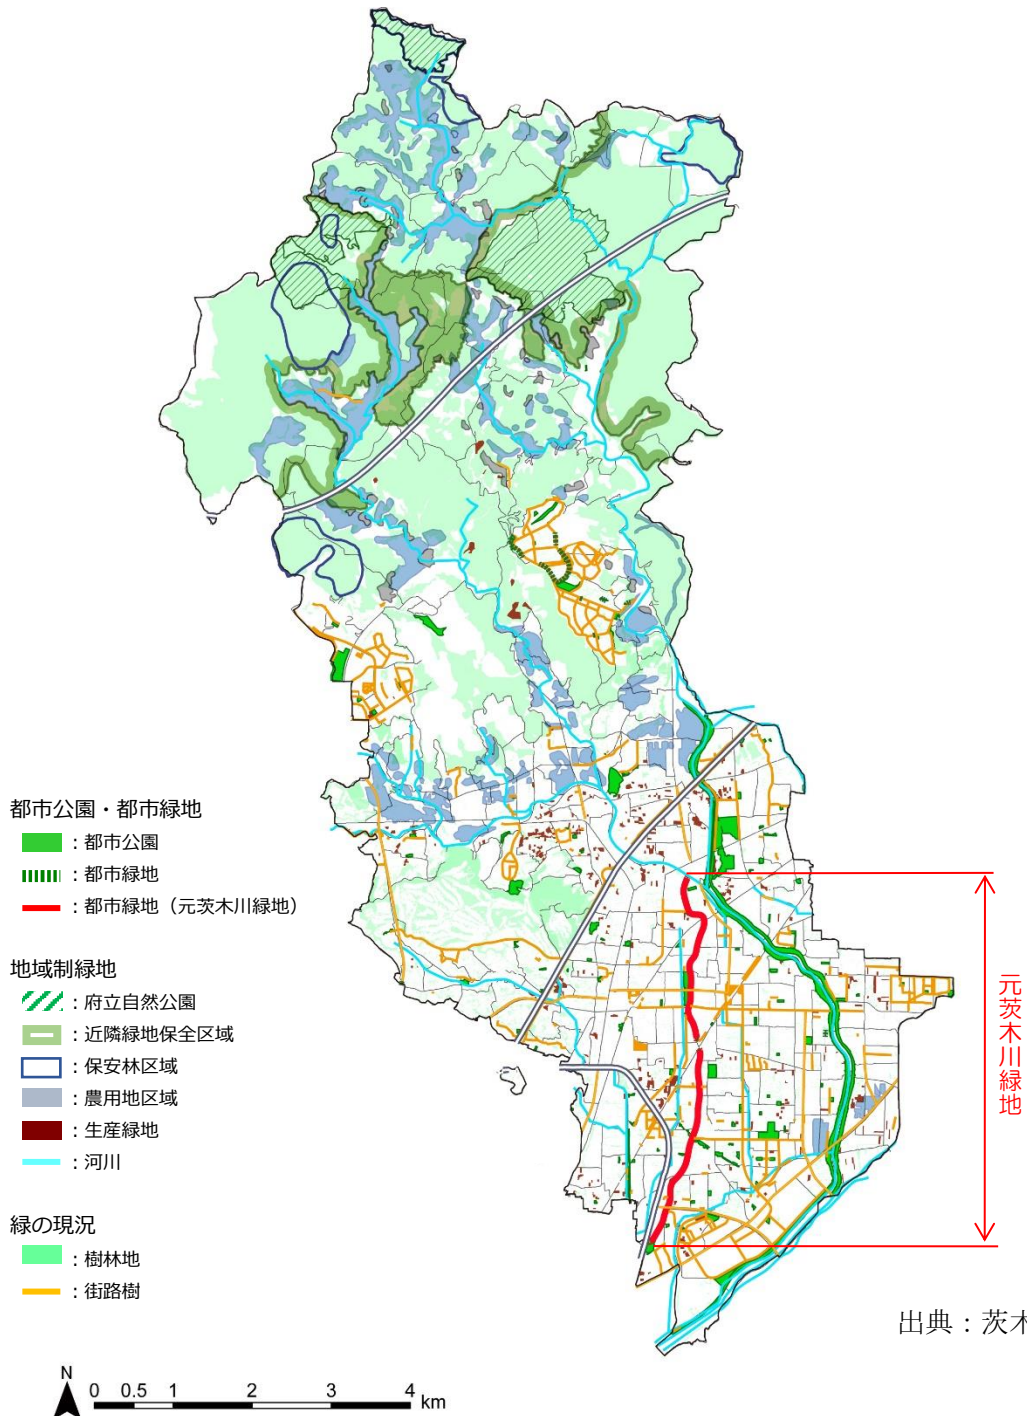 都市公園・都市緑地
：都市公園
：都市緑地
：都市緑地（元茨木川緑地）
地域制緑地
：府立自然公園
：近隣緑地保全区域
：保安林区域
：農用地区域
：生産緑地
：河川
緑の現況
：樹林地
：街路樹
元茨木川緑地
出典：茨木
N
0 0.5 1 2 3 4 km